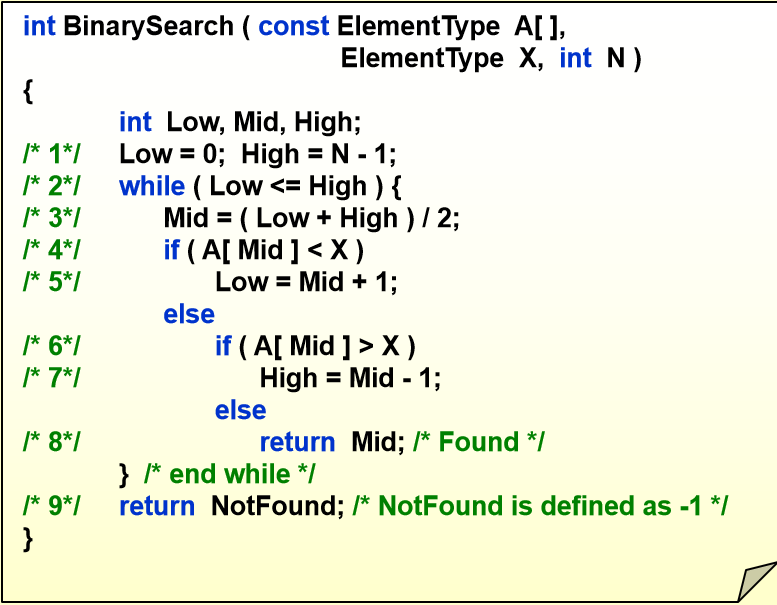 int BinarySearch ( const ElementType A[ ],
ElementType X, int N )
{
int Low, Mid, High;
/* 1*/ Low = 0; High = N - 1;
/* 2*/ while ( Low <= High ) {
/* 3*/ Mid = ( Low + High ) / 2;
/* 4*/ if ( A[ Mid ] < X )
/* 5*/ Low = Mid + 1;
else
/* 6*/ if ( A[ Mid ] > X )
/* 7*/ High = Mid - 1;
else
/* 8*/ return Mid; /* Found */
} /* end while */
/* 9*/ return NotFound; /* NotFound is defined as -1 */
}